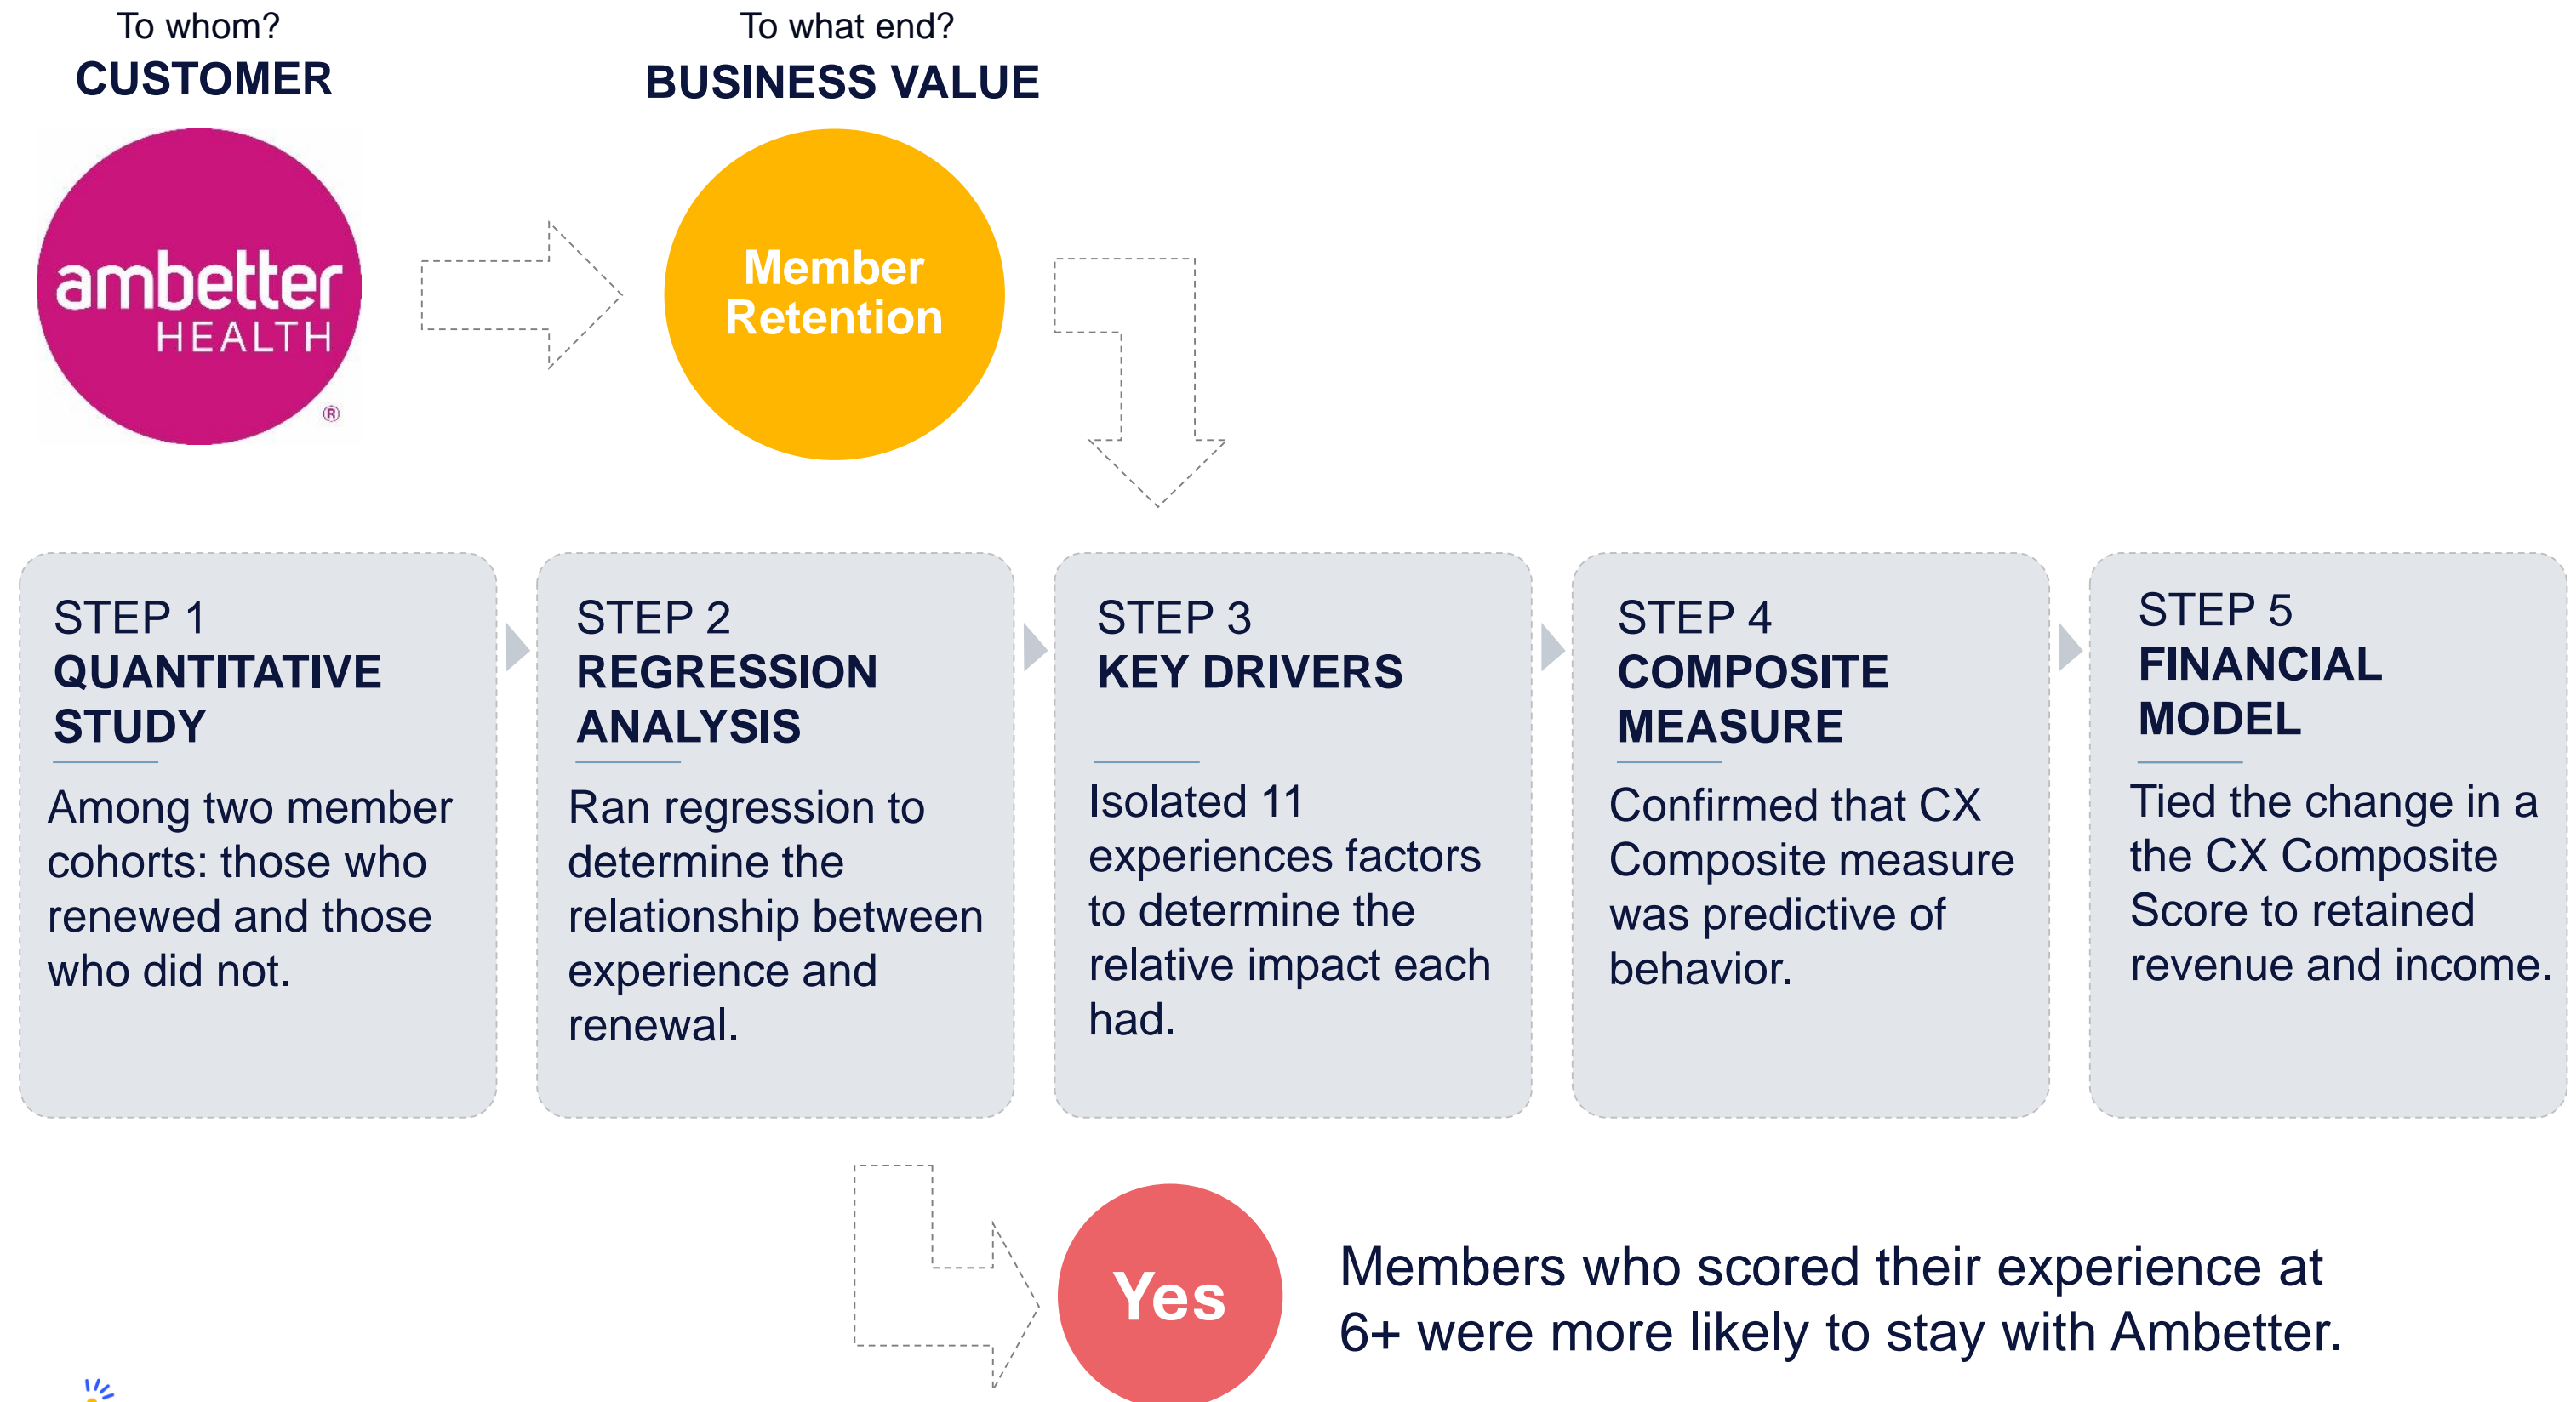 To whom?
CUSTOMER
To what end?
BUSINESS VALUE
ambetter
HEALTH
®
Member
Retention
STEP 1
QUANTITATIVE
STUDY
Among two member
cohorts: those who
renewed and those
who did not.
STEP 2
REGRESSION
ANALYSIS
Ran regression to
determine the
relationship between
experience and
renewal.
STEP 3
KEY DRIVERS
Isolated 11
experiences factors
to determine the
relative impact each
had.
STEP 4
COMPOSITE
MEASURE
Confirmed that CX
Composite measure
was predictive of
behavior.
STEP 5
FINANCIAL
MODEL
Tied the change in a
the CX Composite
Score to retained
revenue and income.
Yes
Members who scored their experience at
6+ were more likely to stay with Ambetter.